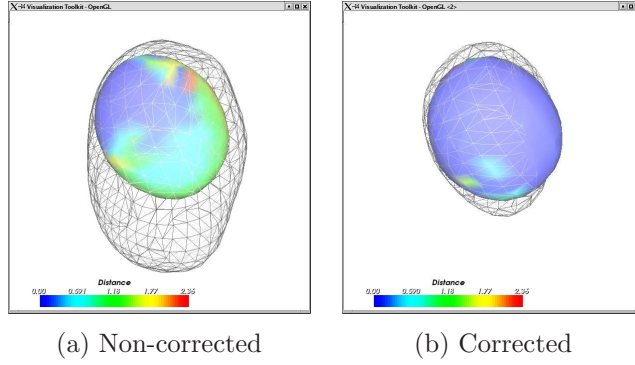 Visualization Toolkit - OpenGL
Visualization Toolkit - OpenGL <2>
Distance
0.00 0.591 1.18 1.77 2.36
Distance
0.00 0.590 1.18 1.77 2.36
(a) Non-corrected
(b) Corrected